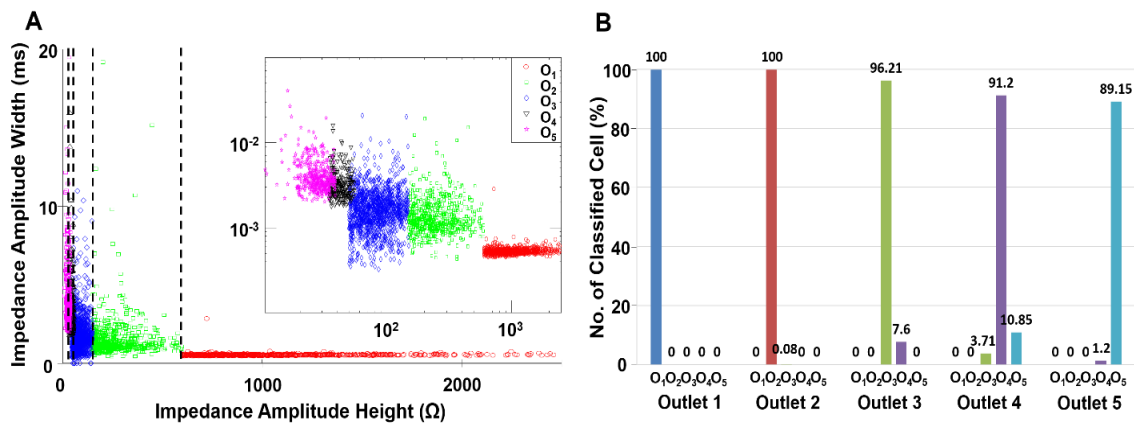 A
Impedance Amplitude Width (ms)
20
10
0
0
1000
2000
Impedance Amplitude Height (Ω)
10⁻²
10⁻³
10²
10³
O₁
O₂
O₃
O₄
O₅
B
No. of Classified Cell (%)
100
80
60
40
20
0
100
0 0 0 0
0
100
0.08
0 0
0 0
96.21
7.6
0
0 0
3.71
91.2
10.85
0 0 0
1.2
89.15
O₁O₂O₃O₄O₅
O₁O₂O₃O₄O₅
O₁O₂O₃O₄O₅
O₁O₂O₃O₄O₅
O₁O₂O₃O₄O₅
Outlet 1
Outlet 2
Outlet 3
Outlet 4
Outlet 5